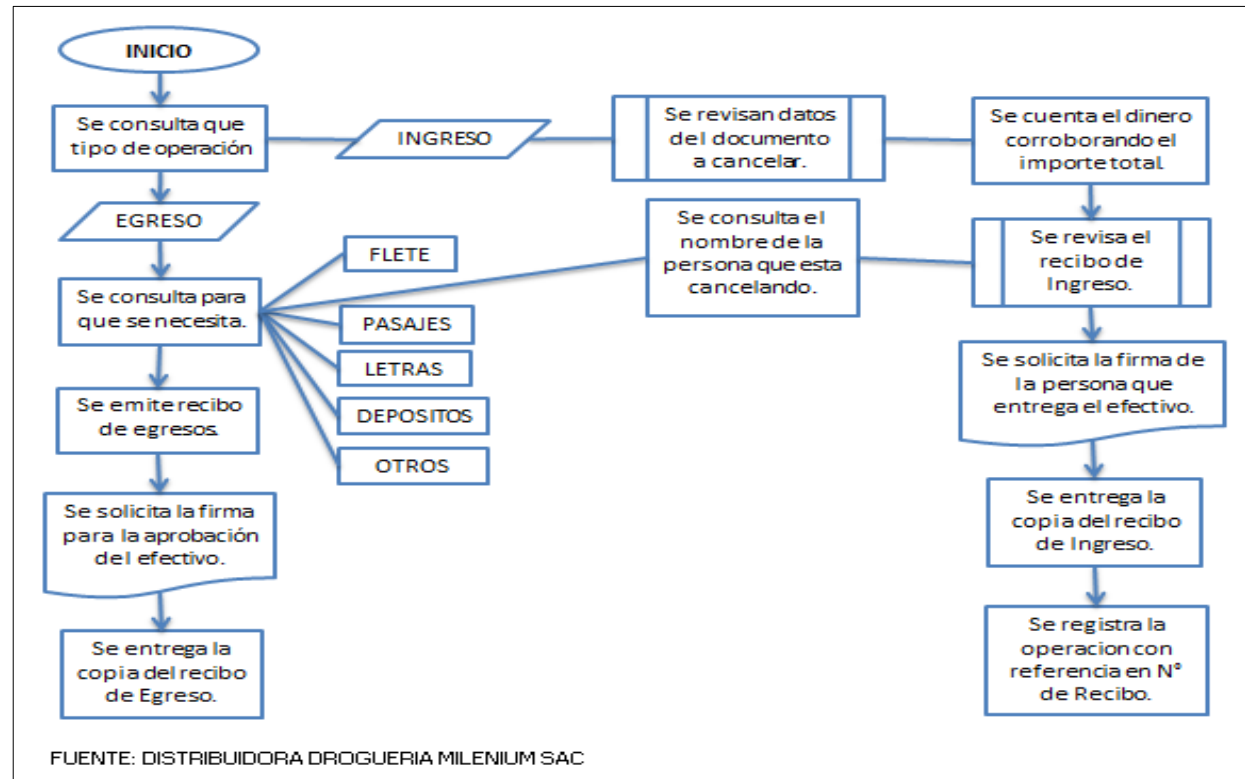 INICIO
Se consulta que
tipo de operación
INGRESO
Se revisan datos
del documento
a cancelar.
Se cuenta el dinero
corroborando el
importe total.
EGRESO
Se consulta el
nombre de la
persona que esta
cancelando.
Se revisa el
recibo de
Ingreso.
FLETE
Se consulta para
que se necesita.
PASAJES
LETRAS
DEPOSITOS
OTROS
Se solicita la firma de
la persona que
entrega el efectivo.
Se emite recibo
de egresos.
Se solicita la firma
para la aprobación
del efectivo.
Se entrega la
copia del recibo
de Ingreso.
Se entrega la
copia del recibo
de Egreso.
Se registra la
operacion con
referencia en N°
de Recibo.
FUENTE: DISTRIBUIDORA DROGUERIA MILENIUM SAC